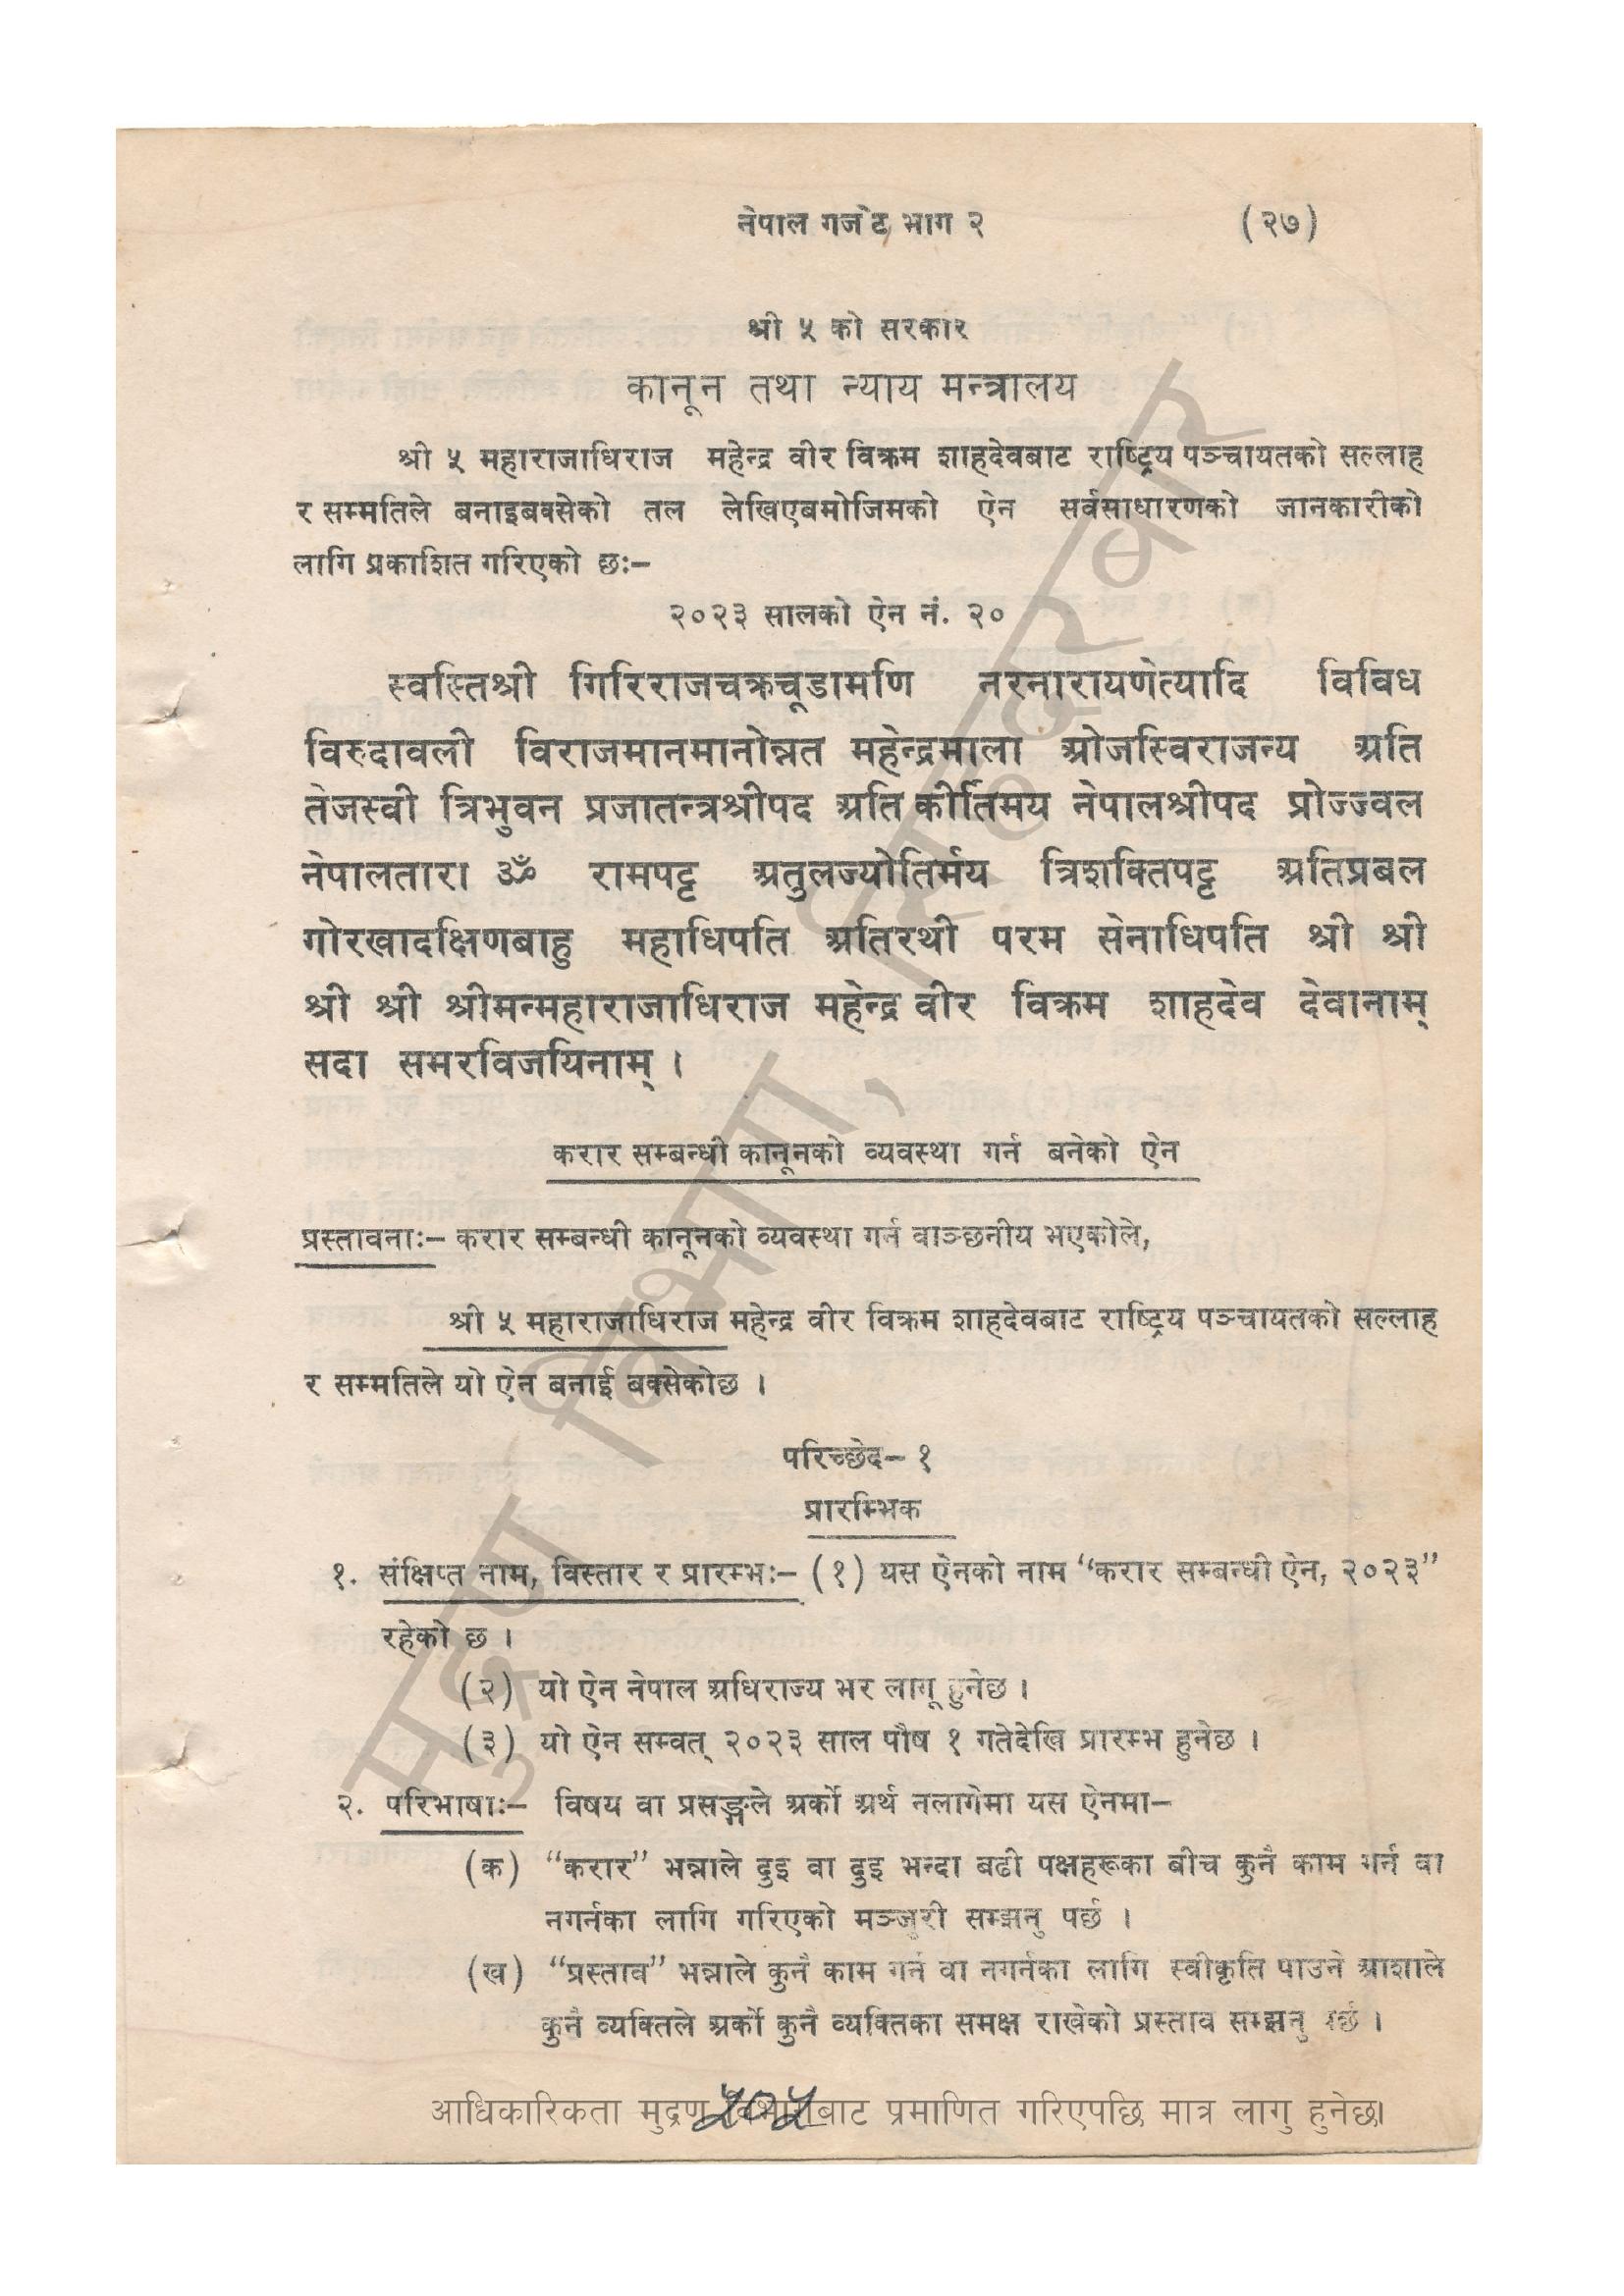 नेपाल गजेट भाग २ (२७)
श्री ५ को सरकार
कानून तथा न्याय मन्त्रालय
श्री ५ महाराजाधिराज महेन्द्र वीर विक्रम शाहदेवबाट राष्ट्रिय पञ्चायतको सल्लाह
र सम्मतिले बनाइबक्सेको तल लेखिएबमोजिमको ऐन सर्वसाधारणको जानकारीको
लागि प्रकाशित गरिएको छः–
२०२३ सालको ऐन नं. २०
स्वस्तिश्री गिरिराजचक्रचूडामणि नरनारायणेत्यादि विविध
विरुदावली विराजमानमानोन्नत महेन्द्रमाला ओजस्विराजन्य अति
तेजस्वी त्रिभुवन प्रजातन्त्रश्रीपद अति कीर्तिमय नेपालश्रीपद प्रोज्ज्वल
नेपालतारा ॐ रामपट्ट अतुलज्योतिर्मय त्रिशक्तिपट्ट अतिप्रबल
गोरखादक्षिणबाहु महाधिपति अतिरथी परम सेनाधिपति श्री श्री
श्री श्री श्रीमन्महाराजाधिराज महेन्द्र वीर विक्रम शाहदेव देवानाम्
सदा समरविजयिनाम् ।
करार सम्बन्धी कानूनको व्यवस्था गर्न बनेको ऐन
प्रस्तावनाः– करार सम्बन्धी कानूनको व्यवस्था गर्न वाञ्छनीय भएकोले,
श्री ५ महाराजाधिराज महेन्द्र वीर विक्रम शाहदेवबाट राष्ट्रिय पञ्चायतको सल्लाह
र सम्मतिले यो ऐन बनाई बक्सेकोछ ।
परिच्छेद– १
प्रारम्भिक
१. संक्षिप्त नाम, विस्तार र प्रारम्भः– (१) यस ऐनको नाम “करार सम्बन्धी ऐन, २०२३”
रहेको छ ।
(२) यो ऐन नेपाल अधिराज्य भर लागू हुनेछ ।
(३) यो ऐन सम्वत् २०२३ साल पौष १ गतेदेखि प्रारम्भ हुनेछ ।
२. परिभाषाः– विषय वा प्रसङ्गले अर्को अर्थ नलागेमा यस ऐनमा–
(क) “करार” भन्नाले दुइ वा दुइ भन्दा बढी पक्षहरूका बीच कुनै काम गर्न वा
नगर्नका लागि गरिएको मञ्जुरी सम्झनु पर्छ ।
(ख) “प्रस्ताव” भन्नाले कुनै काम गर्न वा नगर्नका लागि स्वीकृति पाउने आशाले
कुनै व्यक्तिले अर्को कुनै व्यक्तिका समक्ष राखेको प्रस्ताव सम्झनु पर्छ ।
आधिकारिकता मुद्रण विभागबाट प्रमाणित गरिएपछि मात्र लागु हुनेछ।
५०५
मुद्रण विभाग, सिंहदरबार